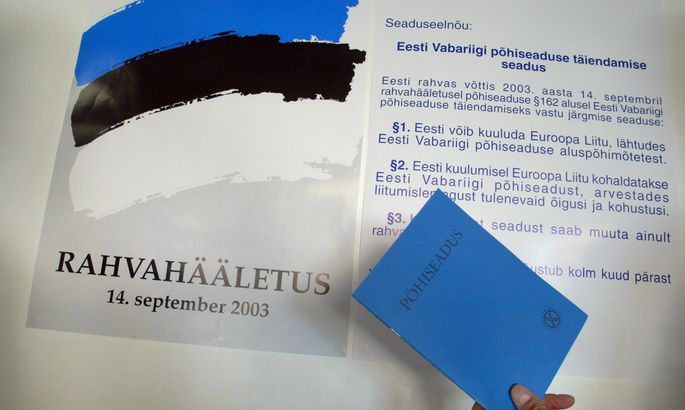 RAHVAHÄÄLETUS
14. september 2003
Seaduseelnõu:
Eesti Vabariigi põhiseaduse täiendamise
seadus
Eesti rahvas võttis 2003. aasta 14. septembril
rahvahääletusel põhiseaduse §162 alusel Eesti Vabariigi
põhiseaduse täiendamiseks vastu järgmise seaduse:
§1. Eesti võib kuuluda Euroopa Liitu, lähtudes
Eesti Vabariigi põhiseaduse aluspõhimõtetest.
§2. Eesti kuulumisel Euroopa Liitu kohaldatakse
Eesti Vabariigi põhiseadust, arvestades
liitumislepingust tulenevaid õigusi ja kohustusi.
§3. seadust saab muuta ainult
kolm kuud pärast
PÕHISEADUS